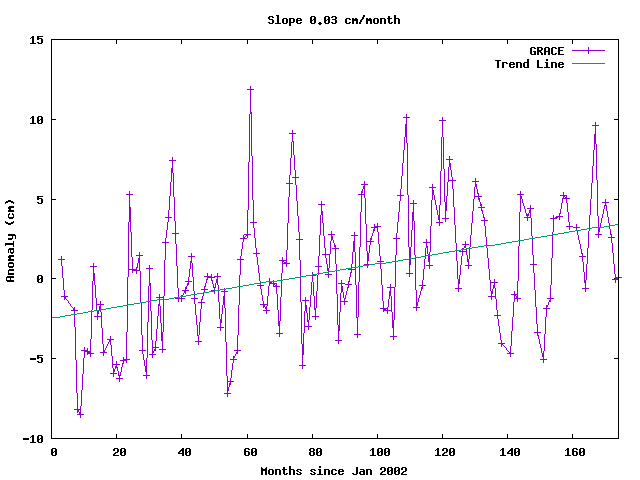 Slope 0.03 cm/month
GRACE
Trend Line
15
10
5
0
-5
-10
Anomaly (cm)
0 20 40 60 80 100 120 140 160
Months since Jan 2002